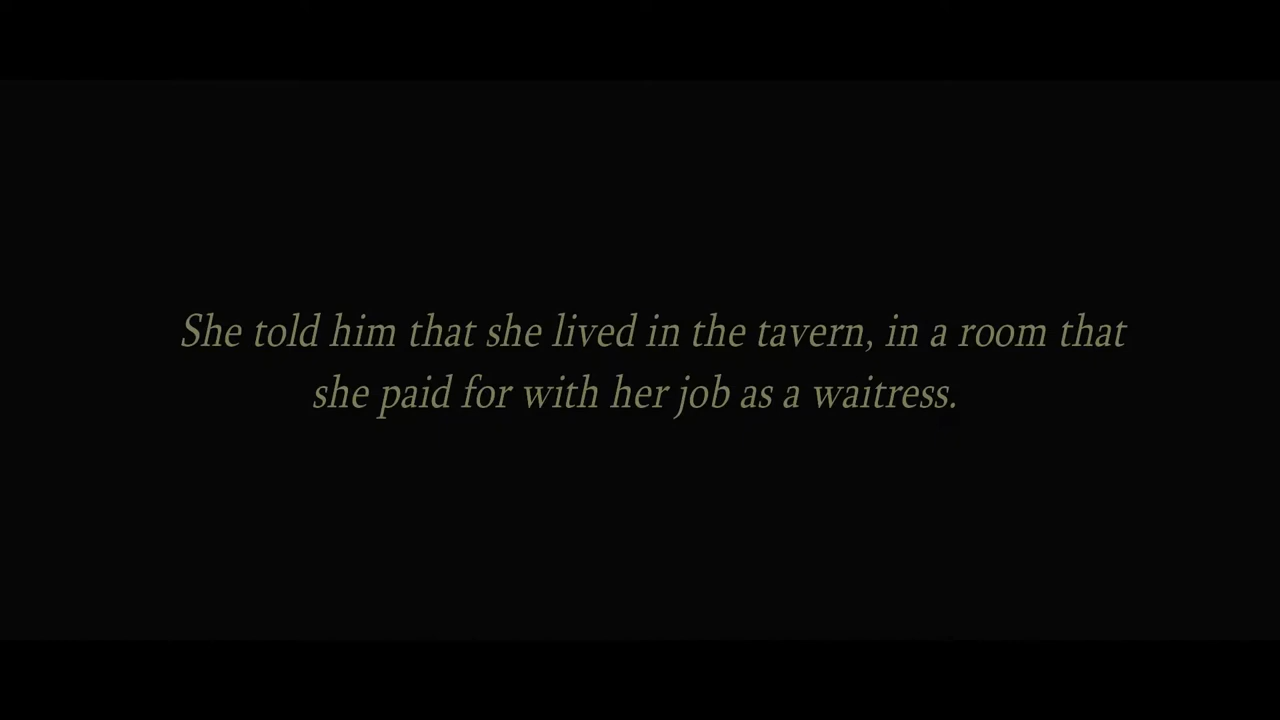 She told him that she lived in the tavern, in a room that
she paid for with her job as a waitress.